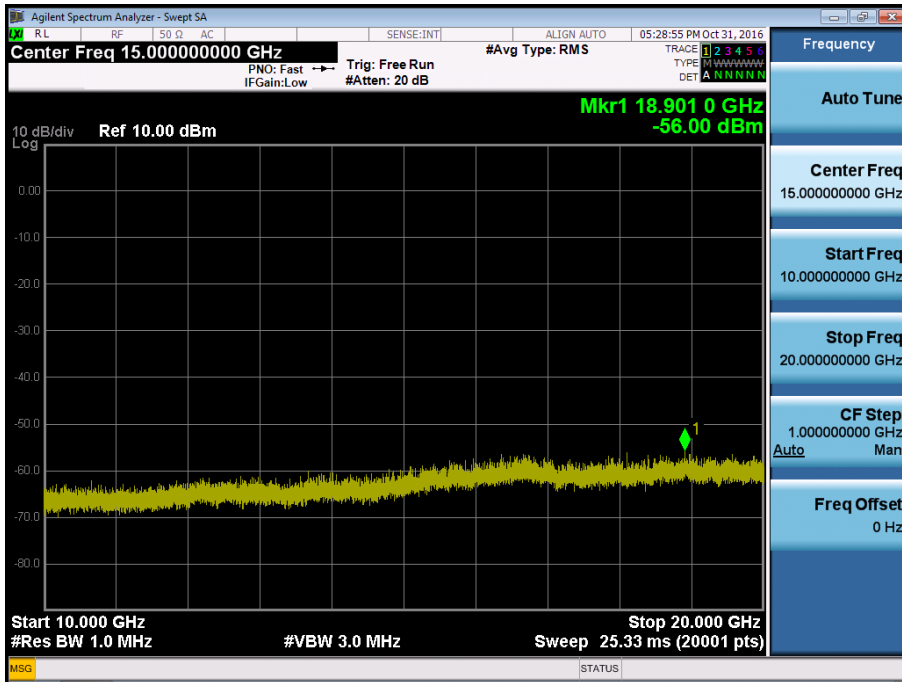 Agilent Spectrum Analyzer - Swept SA
LXI RL RF 50 Ω AC SENSE:INT ALIGN AUTO 05:28:55 PM Oct 31, 2016
Center Freq 15.000000000 GHz #Avg Type: RMS TRACE 1 2 3 4 5 6 Frequency
PNO: Fast Trig: Free Run TYPE M WWWWW
IFGain:Low #Atten: 20 dB DET A N N N N N
Auto Tune
Mkr1 18.901 0 GHz
10 dB/div Ref 10.00 dBm -56.00 dBm
Log
Center Freq
0.00 15.000000000 GHz
-10.0
Start Freq
10.000000000 GHz
-20.0
-30.0
Stop Freq
20.000000000 GHz
-40.0
CF Step
-50.0 1 1.000000000 GHz
Auto Man
-60.0
Freq Offset
-70.0 0 Hz
-80.0
Start 10.000 GHz Stop 20.000 GHz
#Res BW 1.0 MHz #VBW 3.0 MHz Sweep 25.33 ms (20001 pts)
MSG STATUS